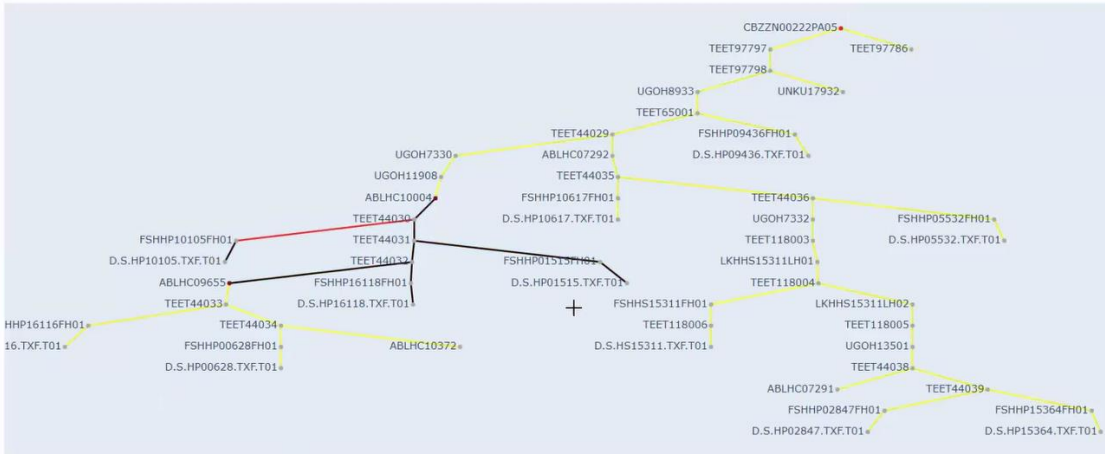 CBZZN00222PA05
TEET97797 TEET97786
TEET97798
UGOH8933 UNKU17932
TEET65001
TEET44029 FSHHP09436FH01
UGOH7330 ABLHC07292 D.S.HP09436.TXF.T01
UGOH11908 TEET44035
ABLHC10004 FSHHP10617FH01 TEET44036
TEET44030 D.S.HP10617.TXF.T01 UGOH7332 FSHHP05532FH01
FSHHP10105FH01 TEET44031 TEET118003 D.S.HP05532.TXF.T01
D.S.HP10105.TXF.T01 TEET44032 FSHHP01515FH01 LKHHS15311LH01
ABLHC09655 FSHHP16118FH01 D.S.HP01515.TXF.T01 TEET118004
TEET44033 D.S.HP16118.TXF.T01 FSHHS15311FH01 LKHHS15311LH02
HHP16116FH01 TEET44034 TEET118006 TEET118005
16.TXF.T01 FSHHP00628FH01 ABLHC10372 D.S.HS15311.TXF.T01 UGOH13501
D.S.HP00628.TXF.T01 TEET44038
ABLHC07291 TEET44039
FSHHP02847FH01 FSHHP15364FH01
D.S.HP02847.TXF.T01 D.S.HP15364.TXF.T01